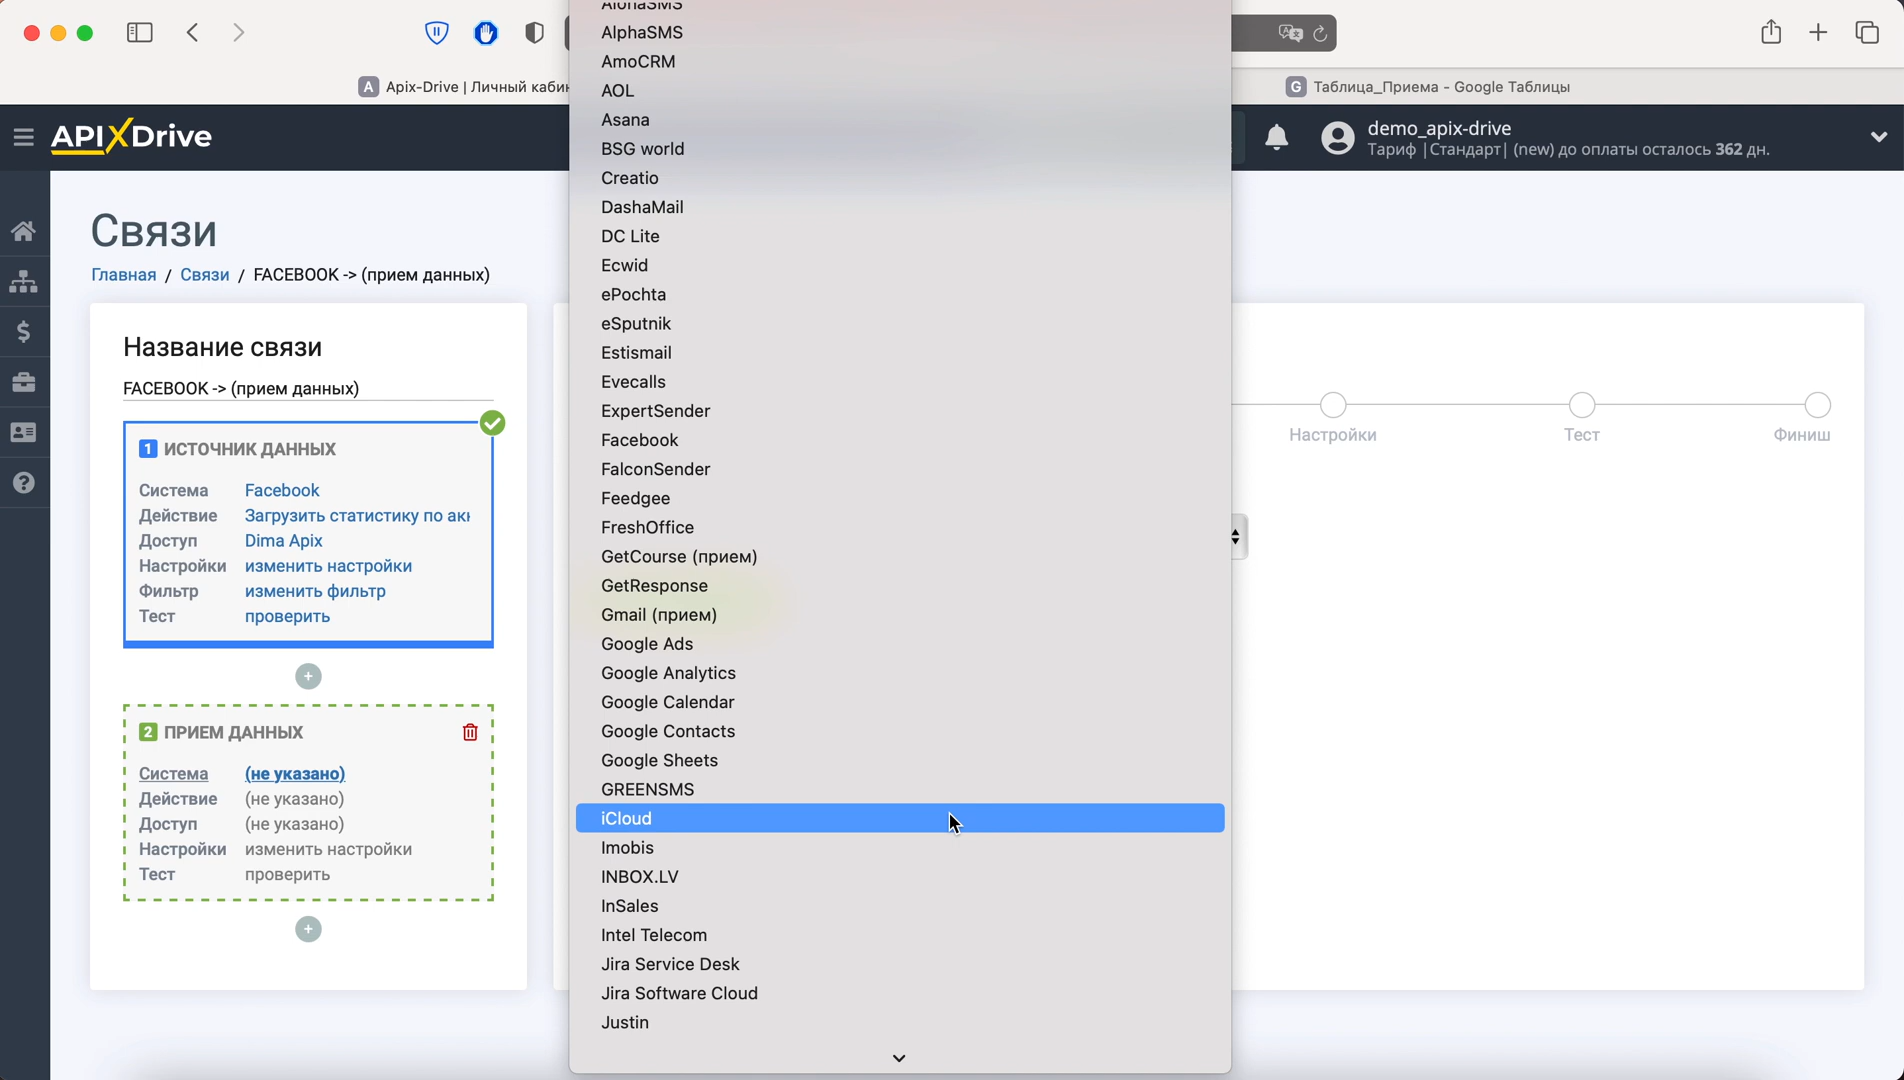 Apix-Drive | Личный кабин
G Таблица_Приема - Google Таблицы
A
APIXDrive
demo_apix-drive
Тариф |Стандарт| (new) до оплаты осталось 362 дн.
Связи
Главная / Связи / FACEBOOK -> (прием данных)
Название связи
FACEBOOK -> (прием данных)
1 ИСТОЧНИК ДАННЫХ
Система Facebook
Действие Загрузить статистику по ак
Доступ Dima Apix
Настройки изменить настройки
Фильтр изменить фильтр
Тест проверить
2 ПРИЕМ ДАННЫХ
Система (не указано)
Действие (не указано)
Доступ (не указано)
Настройки изменить настройки
Тест проверить
AlphaSMS
AmoCRM
AOL
Asana
BSG world
Creatio
DashaMail
DC Lite
Ecwid
ePochta
eSputnik
Estismail
Evecalls
ExpertSender
Facebook
FalconSender
Feedgee
FreshOffice
GetCourse (прием)
GetResponse
Gmail (прием)
Google Ads
Google Analytics
Google Calendar
Google Contacts
Google Sheets
GREENSMS
iCloud
Imobis
INBOX.LV
InSales
Intel Telecom
Jira Service Desk
Jira Software Cloud
Justin
Настройки
Тест
Финиш